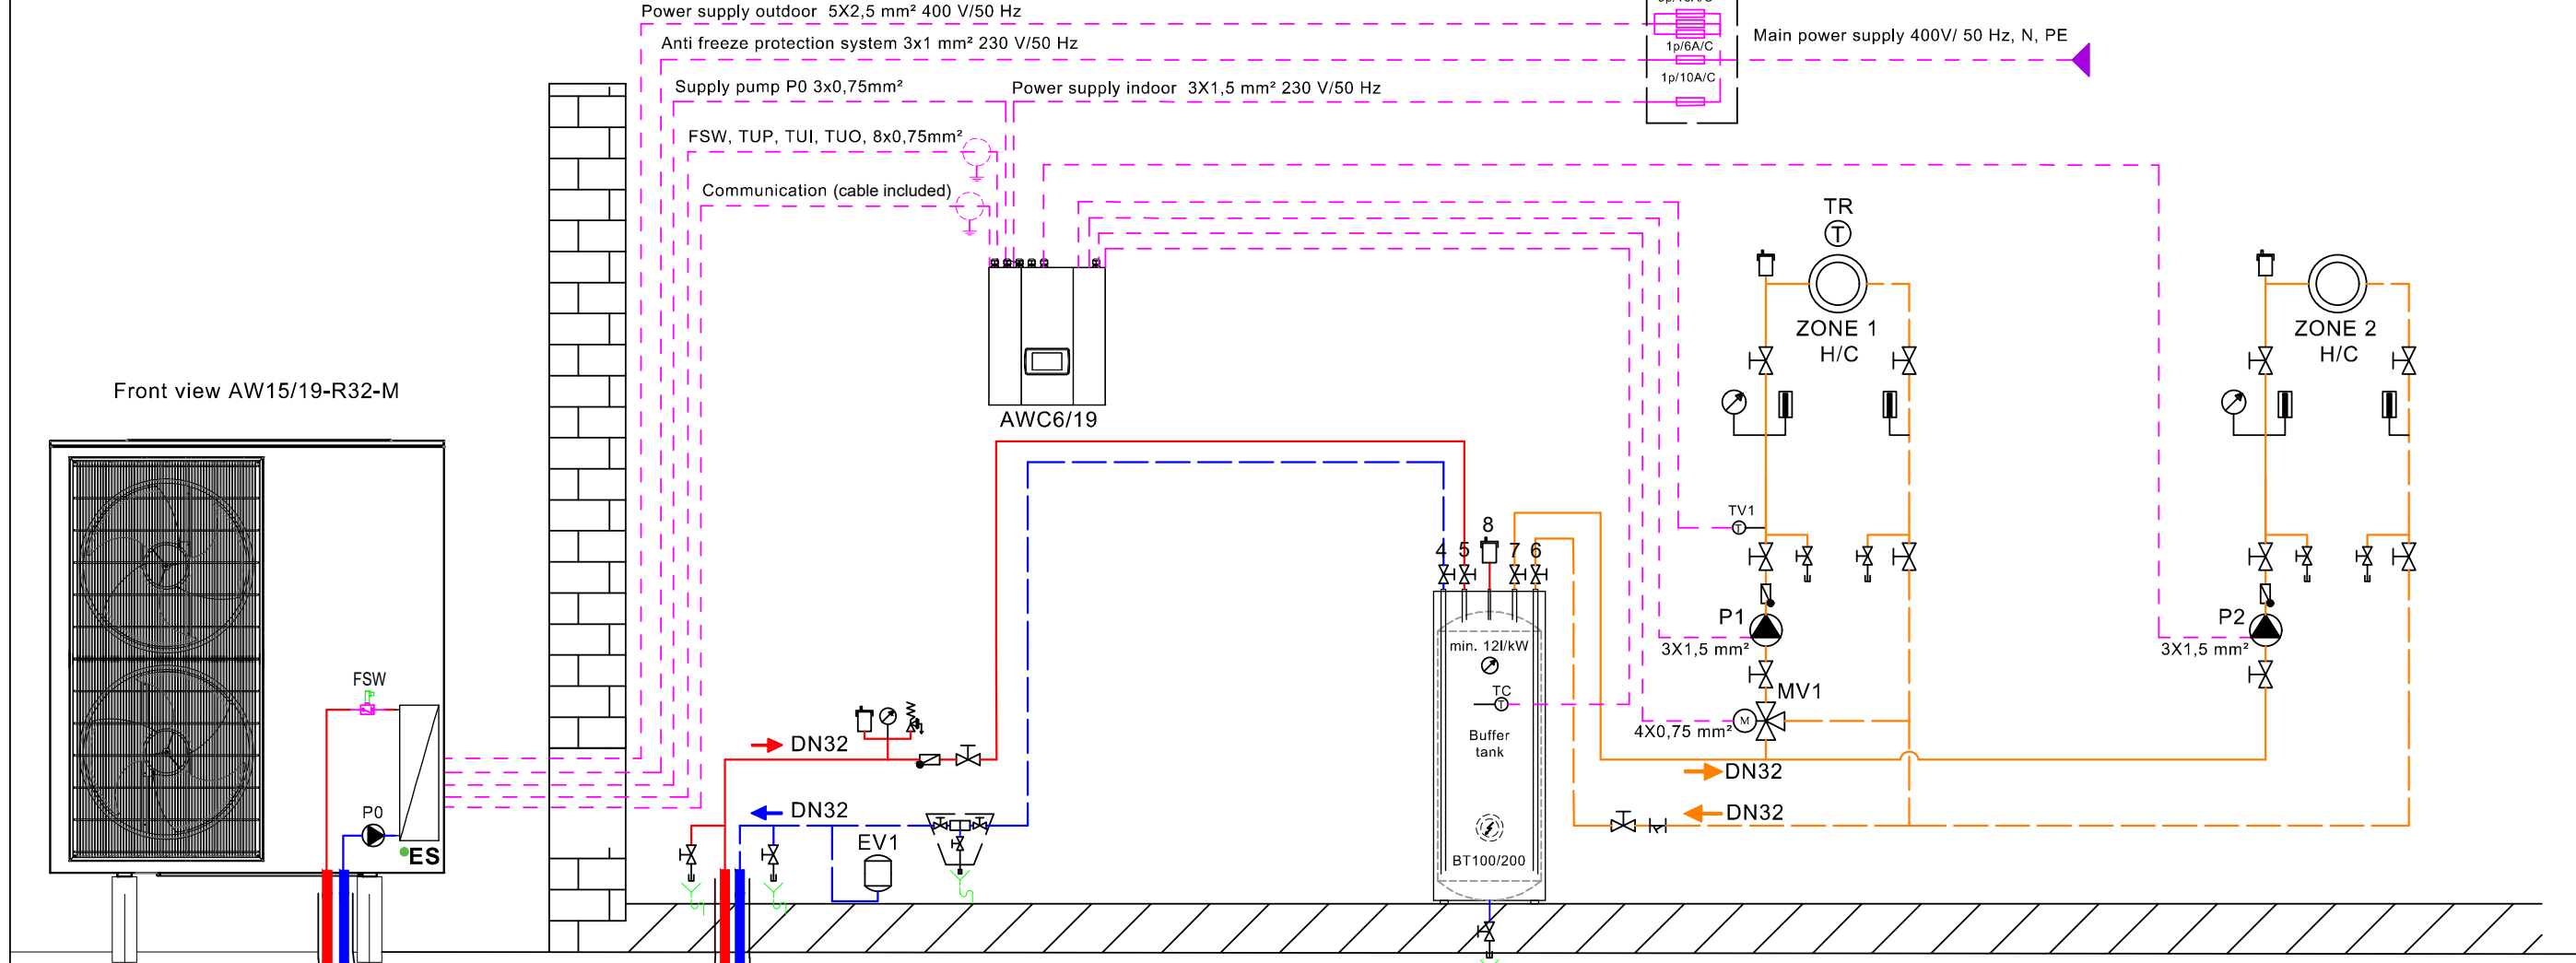 Power supply outdoor 5X2,5 mm² 400 V/50 Hz
Anti freeze protection system 3x1 mm² 230 V/50 Hz
1p/6A/C
Main power supply 400V/ 50 Hz, N, PE
1p/10A/C
Supply pump P0 3x0,75mm²
Power supply indoor 3X1,5 mm² 230 V/50 Hz
FSW, TUP, TUI, TUO, 8x0,75mm²
Communication (cable included)
TR
T
ZONE 1
H/C
ZONE 2
H/C
Front view AW15/19-R32-M
AWC6/19
TV1
T
4 5 8 7 6
P1
3X1,5 mm²
P2
3X1,5 mm²
min. 12l/kW
FSW
TC
T
MV1
M
4X0,75 mm²
Buffer
tank
DN32
DN32
DN32
DN32
P0
ES
EV1
BT100/200